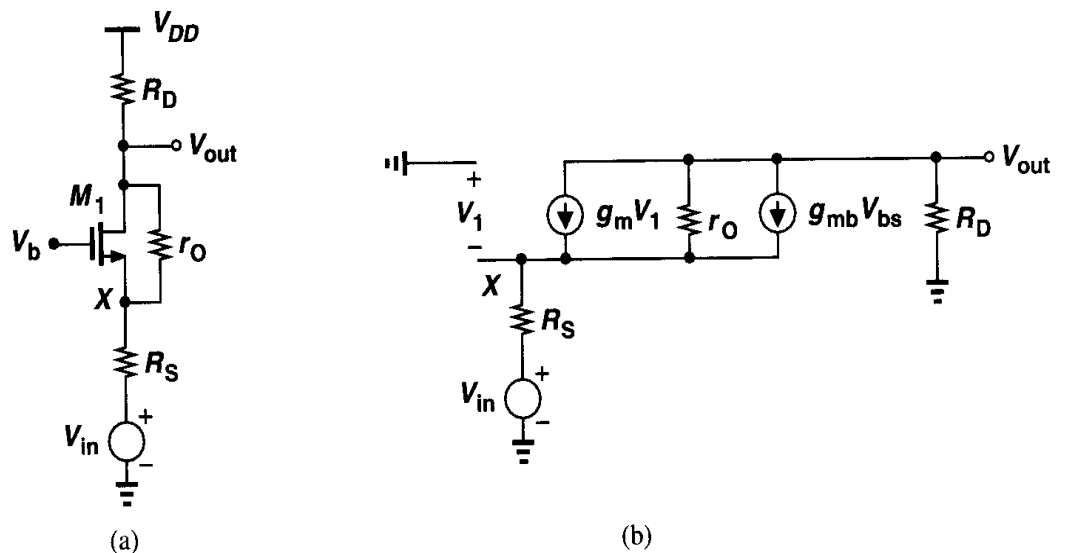 V_DD
R_D
V_out
M_1
V_b
r_O
X
R_S
V_in
+
−
(a)
+
V_1
−
g_m V_1
r_O
g_mb V_bs
V_out
R_D
X
R_S
V_in
+
−
(b)